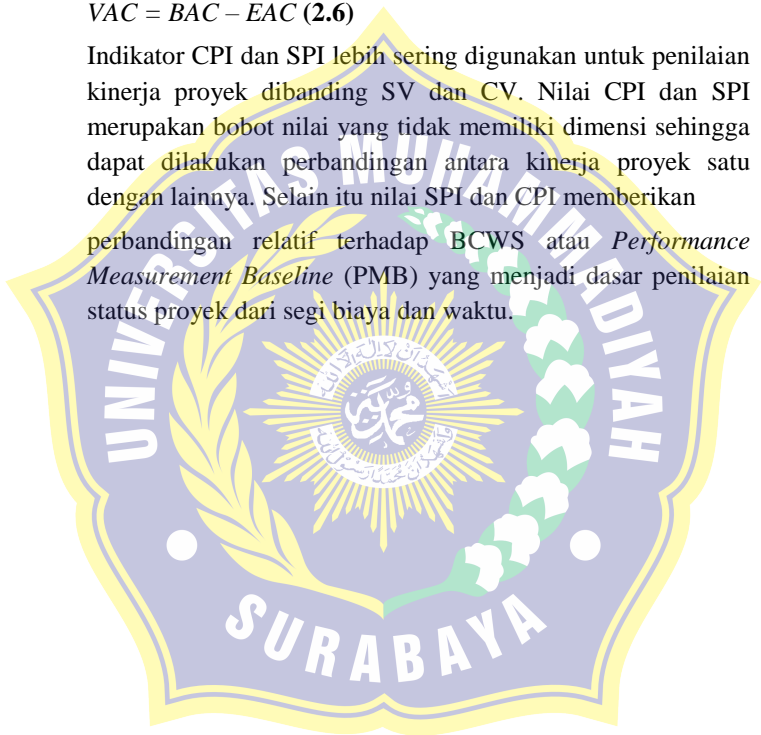 VAC = BAC – EAC (2.6)
Indikator CPI dan SPI lebih sering digunakan untuk penilaian
kinerja proyek dibanding SV dan CV. Nilai CPI dan SPI
merupakan bobot nilai yang tidak memiliki dimensi sehingga
dapat dilakukan perbandingan antara kinerja proyek satu
dengan lainnya. Selain itu nilai SPI dan CPI memberikan
perbandingan relatif terhadap BCWS atau Performance
Measurement Baseline (PMB) yang menjadi dasar penilaian
status proyek dari segi biaya dan waktu.
UNIVERSITAS MUHAMMADIYAH
SURABAYA